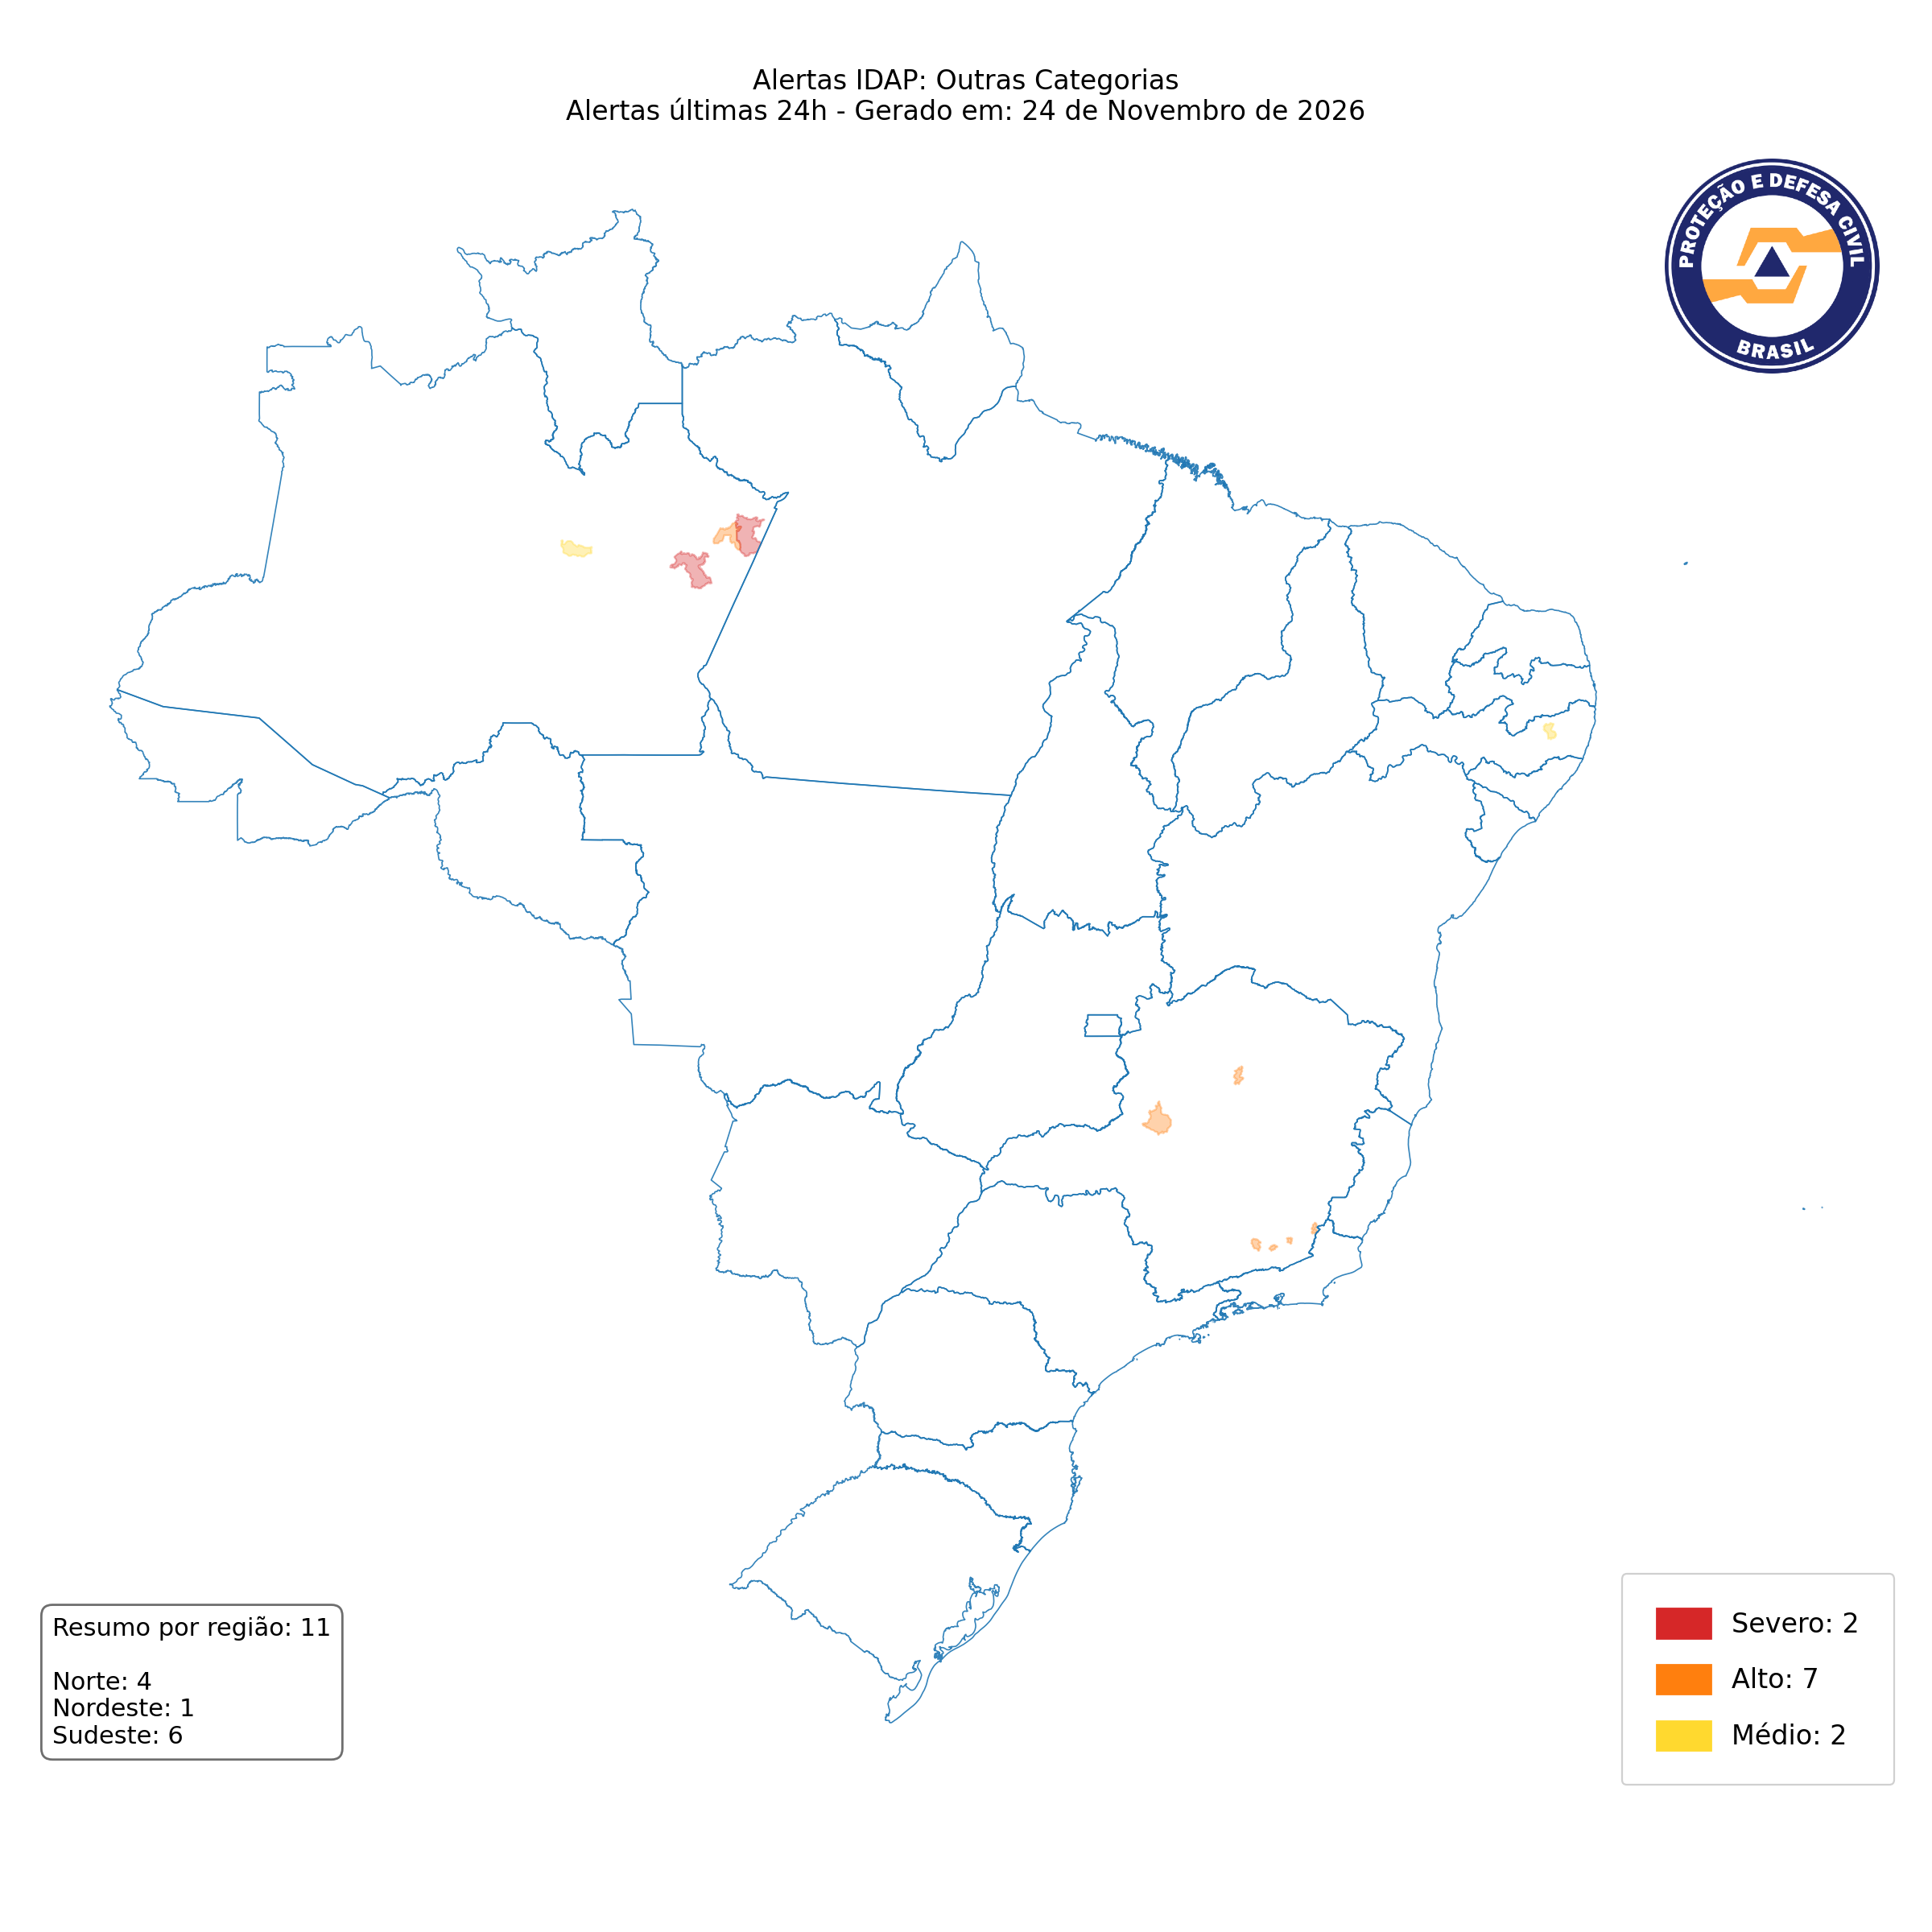 Alertas IDAP: Outras Categorias
Alertas últimas 24h - Gerado em: 24 de Novembro de 2026
PROTEÇÃO E DEFESA CIVIL
BRASIL
Resumo por região: 11
Norte: 4
Nordeste: 1
Sudeste: 6
Severo: 2
Alto: 7
Médio: 2